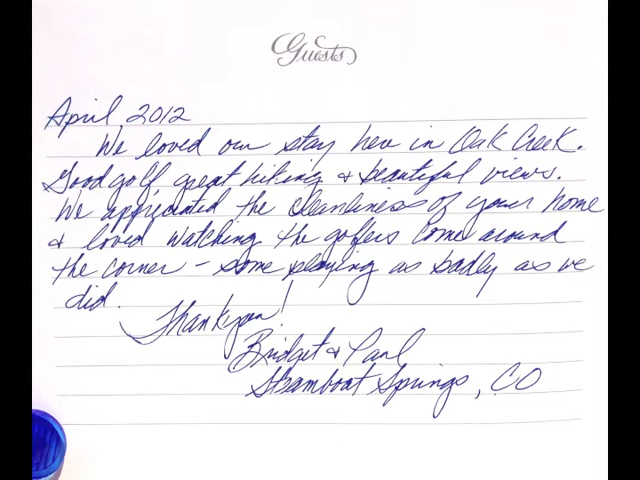 Guests
April, 2012
We loved our stay here in Oak Creek.
Good golf, great hiking & beautiful views.
We appreciated the cleanliness of your home
& loved watching the golfers come around
the corner - some playing as badly as we
did.
Thank you!
Bridget & Paul
Steamboat Springs, CO